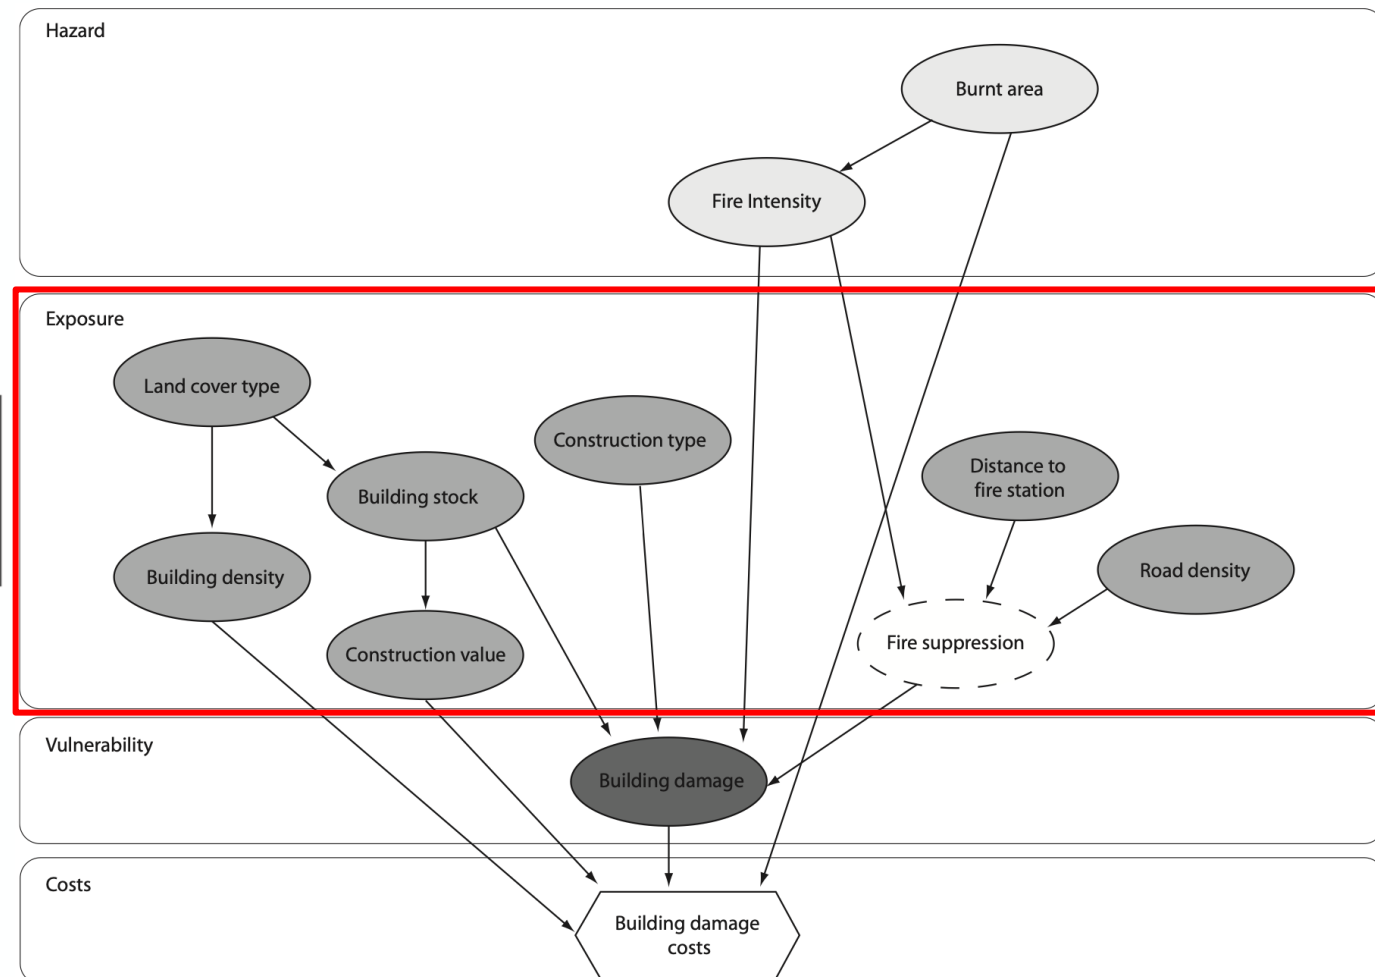 Hazard
Burnt area
Fire Intensity
Exposure
Land cover type
Construction type
Distance to
fire station
Building stock
Road density
Building density
Fire suppression
Construction value
Vulnerability
Building damage
Costs
Building damage
costs